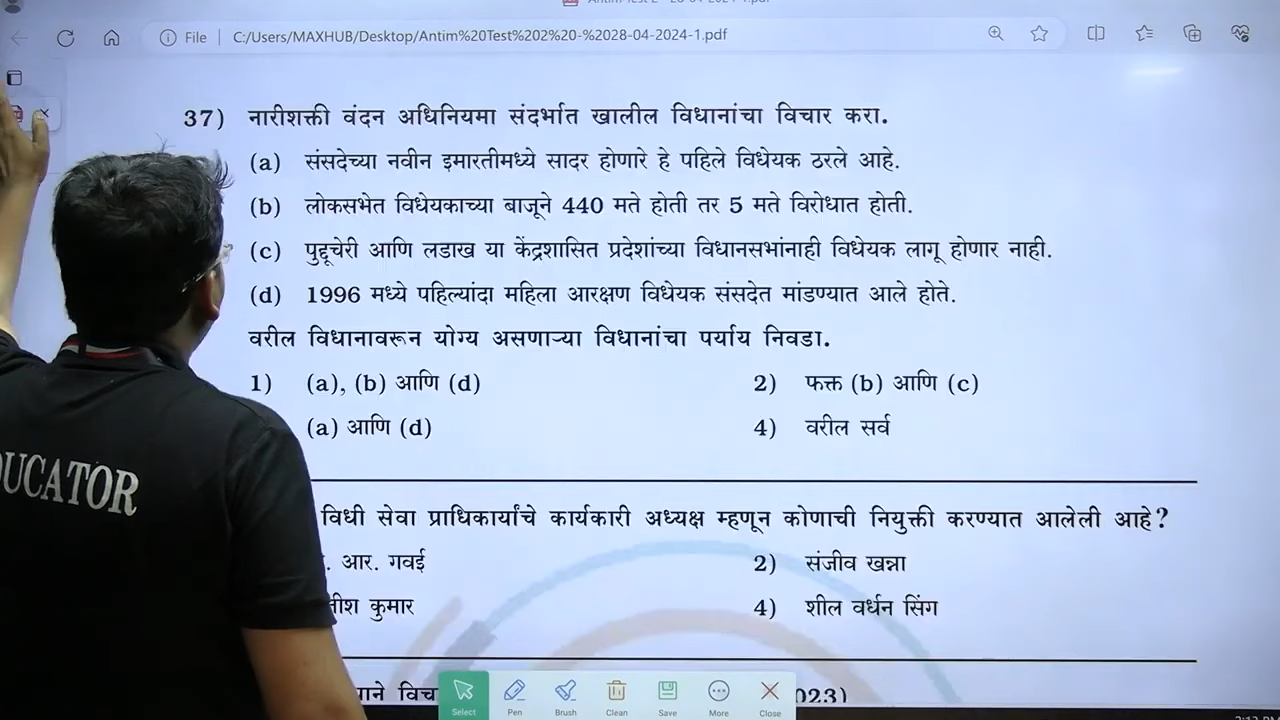 File C:/Users/MAXHUB/Desktop/Antim%20Test%202%20-%2028-04-2024-1.pdf
37) नारीशक्ती वंदन अधिनियमा संदर्भात खालील विधानांचा विचार करा.
(a) संसदेच्या नवीन इमारतीमध्ये सादर होणारे हे पहिले विधेयक ठरले आहे.
(b) लोकसभेत विधेयकाच्या बाजूने 440 मते होती तर 5 मते विरोधात होती.
(c) पुद्दूचेरी आणि लडाख या केंद्रशासित प्रदेशांच्या विधानसभांनाही विधेयक लागू होणार नाही.
(d) 1996 मध्ये पहिल्यांदा महिला आरक्षण विधेयक संसदेत मांडण्यात आले होते.
वरील विधानावरून योग्य असणाऱ्या विधानांचा पर्याय निवडा.
1) (a), (b) आणि (d) 2) फक्त (b) आणि (c)
(a) आणि (d) 4) वरील सर्व
विधी सेवा प्राधिकार्यांचे कार्यकारी अध्यक्ष म्हणून कोणाची नियुक्ती करण्यात आलेली आहे?
. आर. गवई 2) संजीव खन्ना
कुमार 4) शील वर्धन सिंग
Select Pen Brush Clean Save More Close
UCATOR